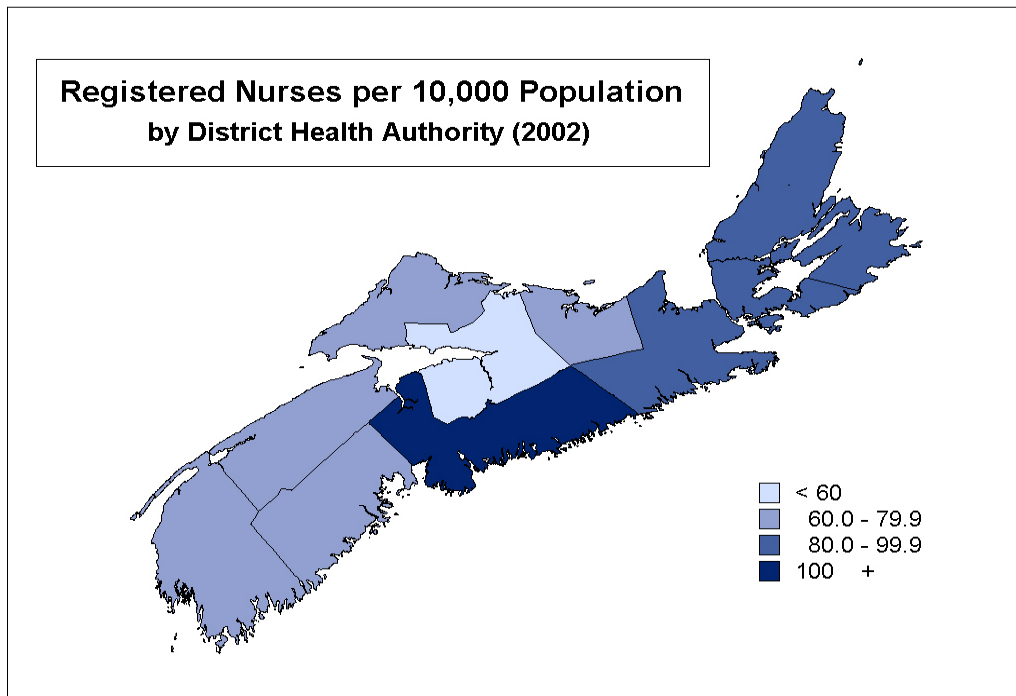 Registered Nurses per 10,000 Population
by District Health Authority (2002)
< 60
60.0 - 79.9
80.0 - 99.9
100 +